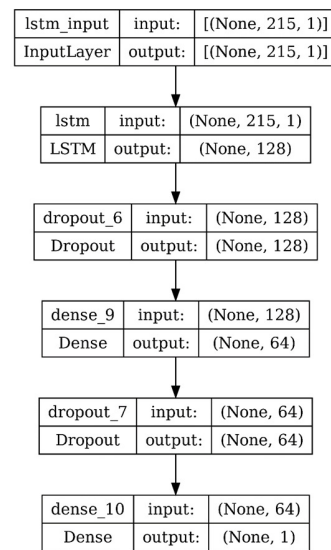 lstm_input input: [(None, 215, 1)]
InputLayer output: [(None, 215, 1)]
lstm input: (None, 215, 1)
LSTM output: (None, 128)
dropout_6 input: (None, 128)
Dropout output: (None, 128)
dense_9 input: (None, 128)
Dense output: (None, 64)
dropout_7 input: (None, 64)
Dropout output: (None, 64)
dense_10 input: (None, 64)
Dense output: (None, 1)